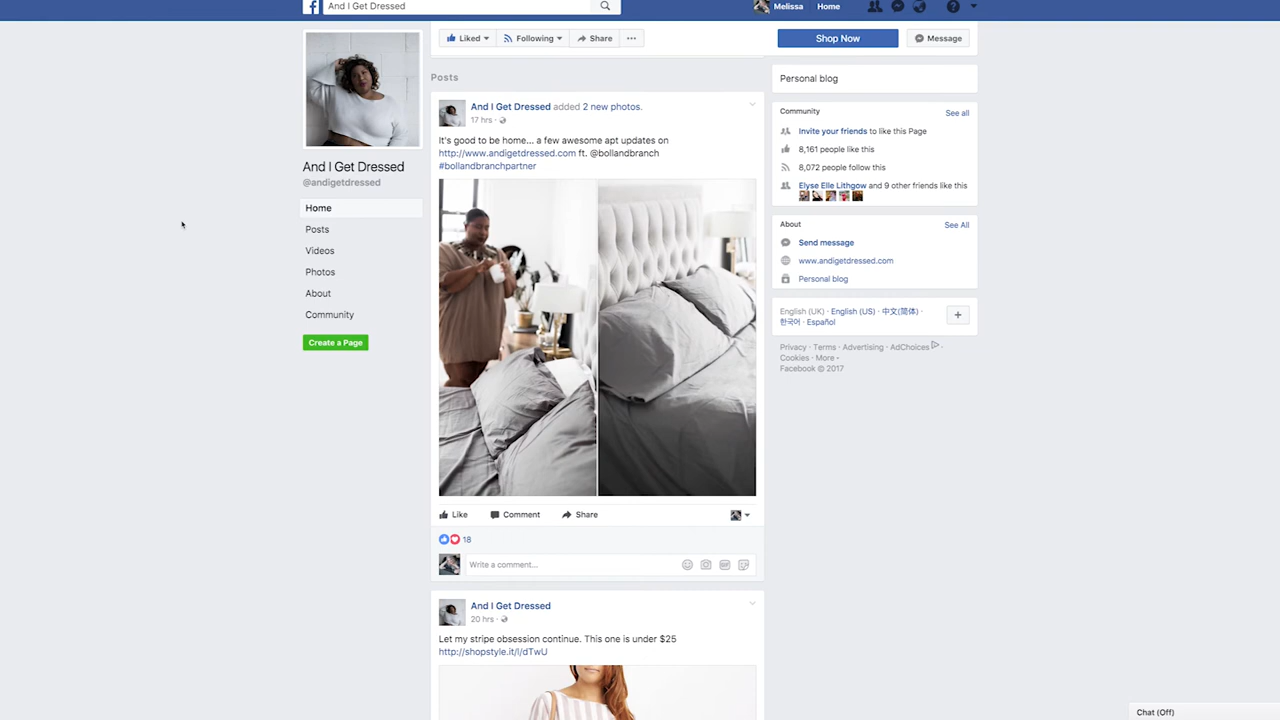 f
And I Get Dressed
Melissa
Home
Liked
Following
Share
Shop Now
Message
And I Get Dressed
@andigetdressed
Home
Posts
Videos
Photos
About
Community
Create a Page
Posts
And I Get Dressed added 2 new photos.
17 hrs ·
It's good to be home... a few awesome apt updates on
http://www.andigetdressed.com ft. @bollandbranch
#bollandbranchpartner
Like
Comment
Share
18
Write a comment...
And I Get Dressed
20 hrs ·
Let my stripe obsession continue. This one is under $25
http://shopstyle.it/l/dTwU
Personal blog
Community
See all
Invite your friends to like this Page
8,161 people like this
8,072 people follow this
Elyse Elle Lithgow and 9 other friends like this
About
See All
Send message
www.andigetdressed.com
Personal blog
English (UK) · English (US) · 中文(简体) ·
한국어 · Español
Privacy · Terms · Advertising · AdChoices ·
Cookies · More
Facebook © 2017
Chat (Off)